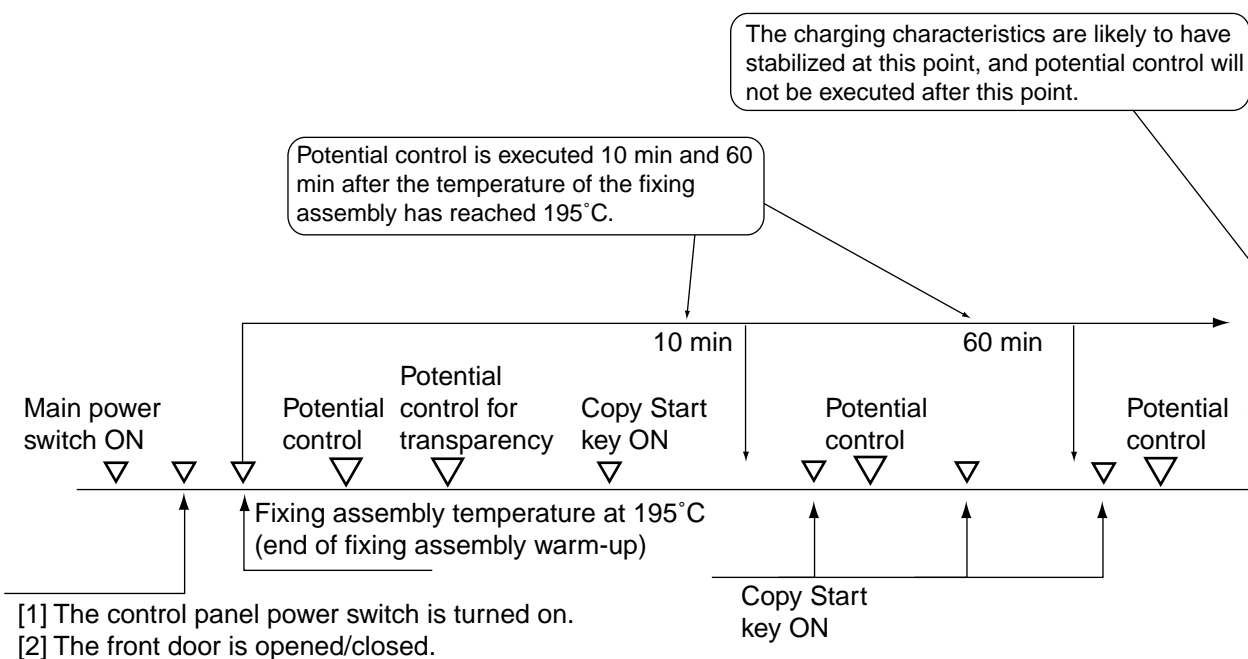 The charging characteristics are likely to have
stabilized at this point, and potential control will
not be executed after this point.
Potential control is executed 10 min and 60
min after the temperature of the fixing
assembly has reached 195˚C.
10 min
60 min
Main power
switch ON
Potential
control
Potential
control for
transparency
Copy Start
key ON
Potential
control
Potential
control
Fixing assembly temperature at 195˚C
(end of fixing assembly warm-up)
Copy Start
key ON
[1] The control panel power switch is turned on.
[2] The front door is opened/closed.